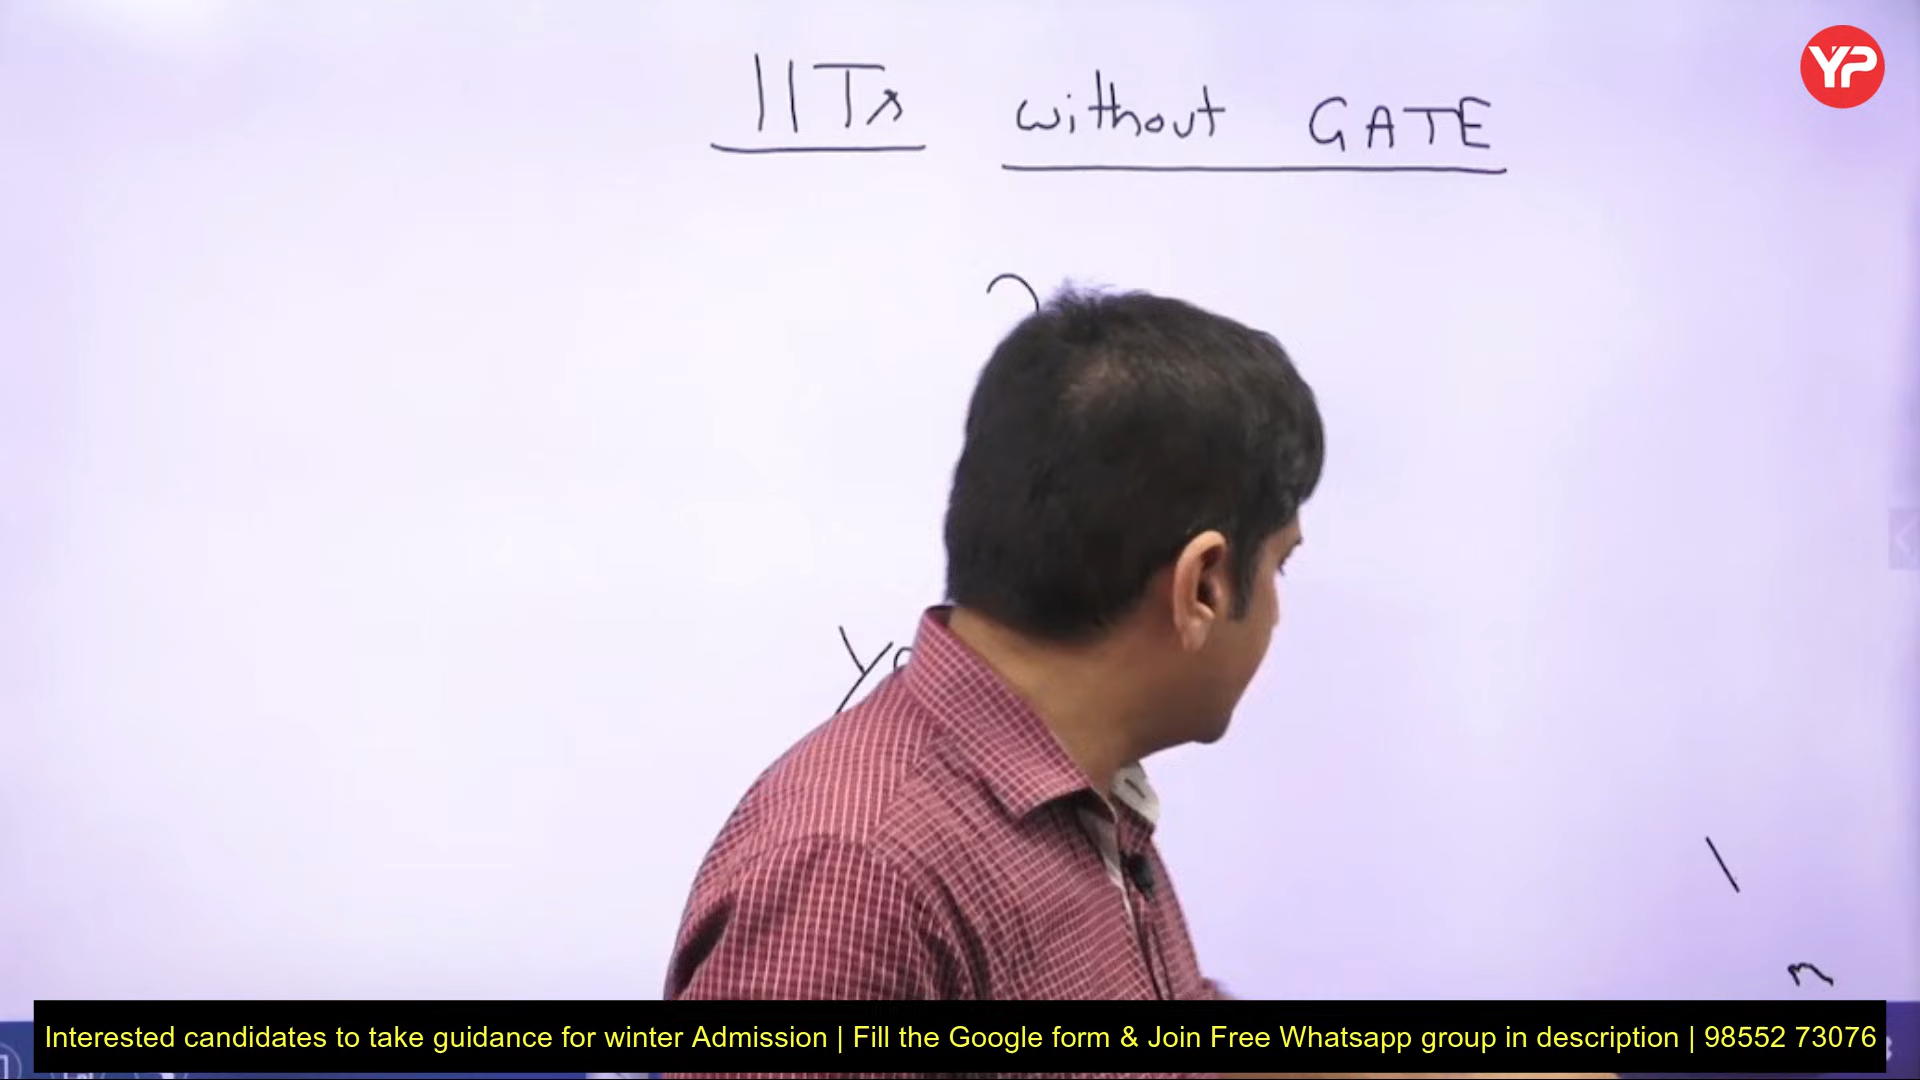 YP
IITs without GATE
?
Interested candidates to take guidance for winter Admission | Fill the Google form & Join Free Whatsapp group in description | 98552 73076